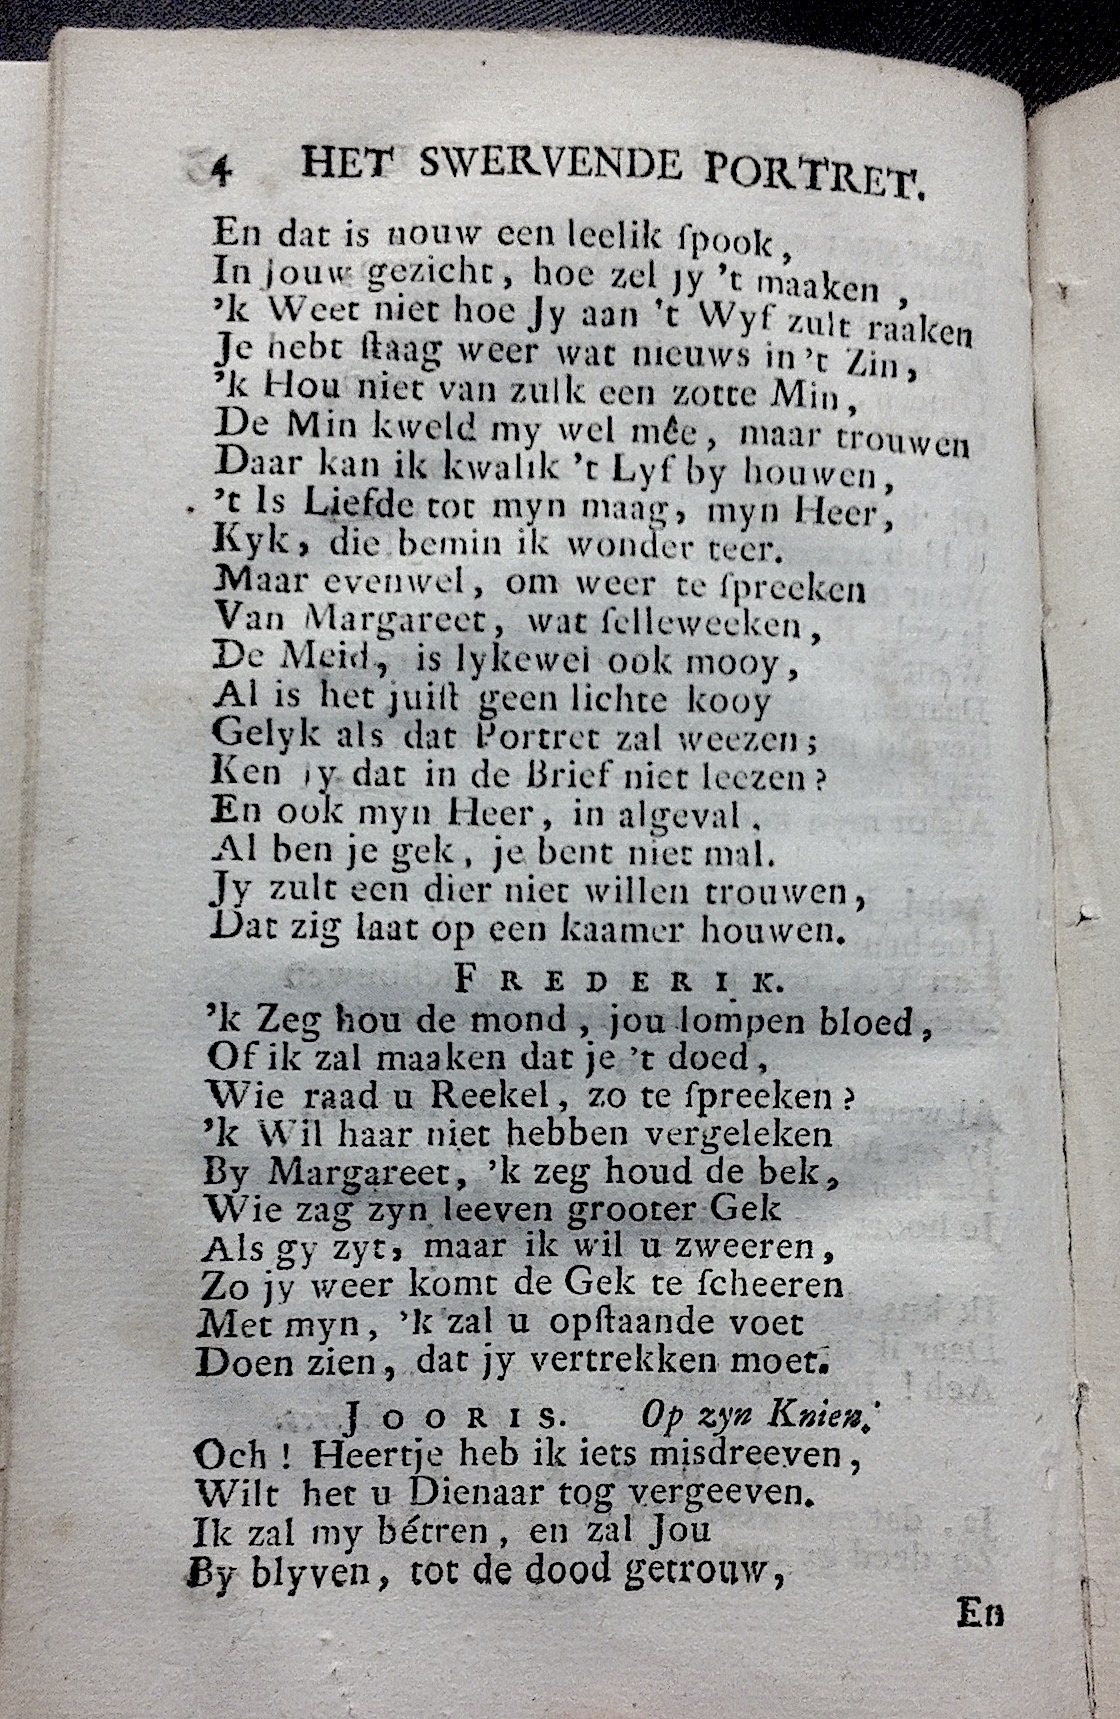 4 HET SWERVENDE PORTRET.
En dat is nouw een leelik ſpook,
In jouw gezicht, hoe zel jy 't maaken,
'k Weet niet hoe Jy aan 't Wyf zult raaken
Je hebt ſtaag weer wat nieuws in 't Zin,
'k Hou niet van zulk een zotte Min,
De Min kweld my wel mêe, maar trouwen
Daar kan ik kwalik 't Lyf by houwen,
't Is Liefde tot myn maag, myn Heer,
Kyk, die bemin ik wonder teer.
Maar evenwel, om weer te ſpreeken
Van Margareet, wat ſelleweeken,
De Meid, is lykewel ook mooy,
Al is het juiſt geen lichte kooy
Gelyk als dat Portret zal weezen;
Ken jy dat in de Brief niet leezen?
En ook myn Heer, in algeval.
Al ben je gek, je bent niet mal.
Jy zult een dier niet willen trouwen,
Dat zig laat op een kaamer houwen.
FREDERIK.
'k Zeg hou de mond, jou lompen bloed,
Of ik zal maaken dat je 't doed,
Wie raad u Reekel, zo te ſpreeken?
'k Wil haar niet hebben vergeleken
By Margareet, 'k zeg houd de bek,
Wie zag zyn leeven grooter Gek
Als gy zyt, maar ik wil u zweeren,
Zo jy weer komt de Gek te ſcheeren
Met myn, 'k zal u opſtaande voet
Doen zien, dat jy vertrekken moet.
JOORIS. Op zyn Knien.
Och! Heertje heb ik iets misdreeven,
Wilt het u Dienaar tog vergeeven.
Ik zal my bétren, en zal Jou
By blyven, tot de dood getrouw,
En